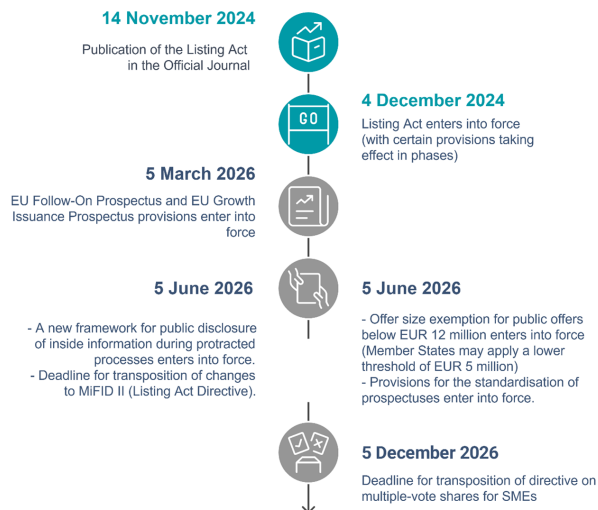 14 November 2024
Publication of the Listing Act
in the Official Journal
GO
4 December 2024
Listing Act enters into force
(with certain provisions taking
effect in phases)
5 March 2026
EU Follow-On Prospectus and EU Growth
Issuance Prospectus provisions enter into
force
5 June 2026
- A new framework for public disclosure
of inside information during protracted
processes enters into force.
- Deadline for transposition of changes
to MiFID II (Listing Act Directive).
5 June 2026
- Offer size exemption for public offers
below EUR 12 million enters into force
(Member States may apply a lower
threshold of EUR 5 million)
- Provisions for the standardisation of
prospectuses enter into force.
5 December 2026
Deadline for transposition of directive on
multiple-vote shares for SMEs